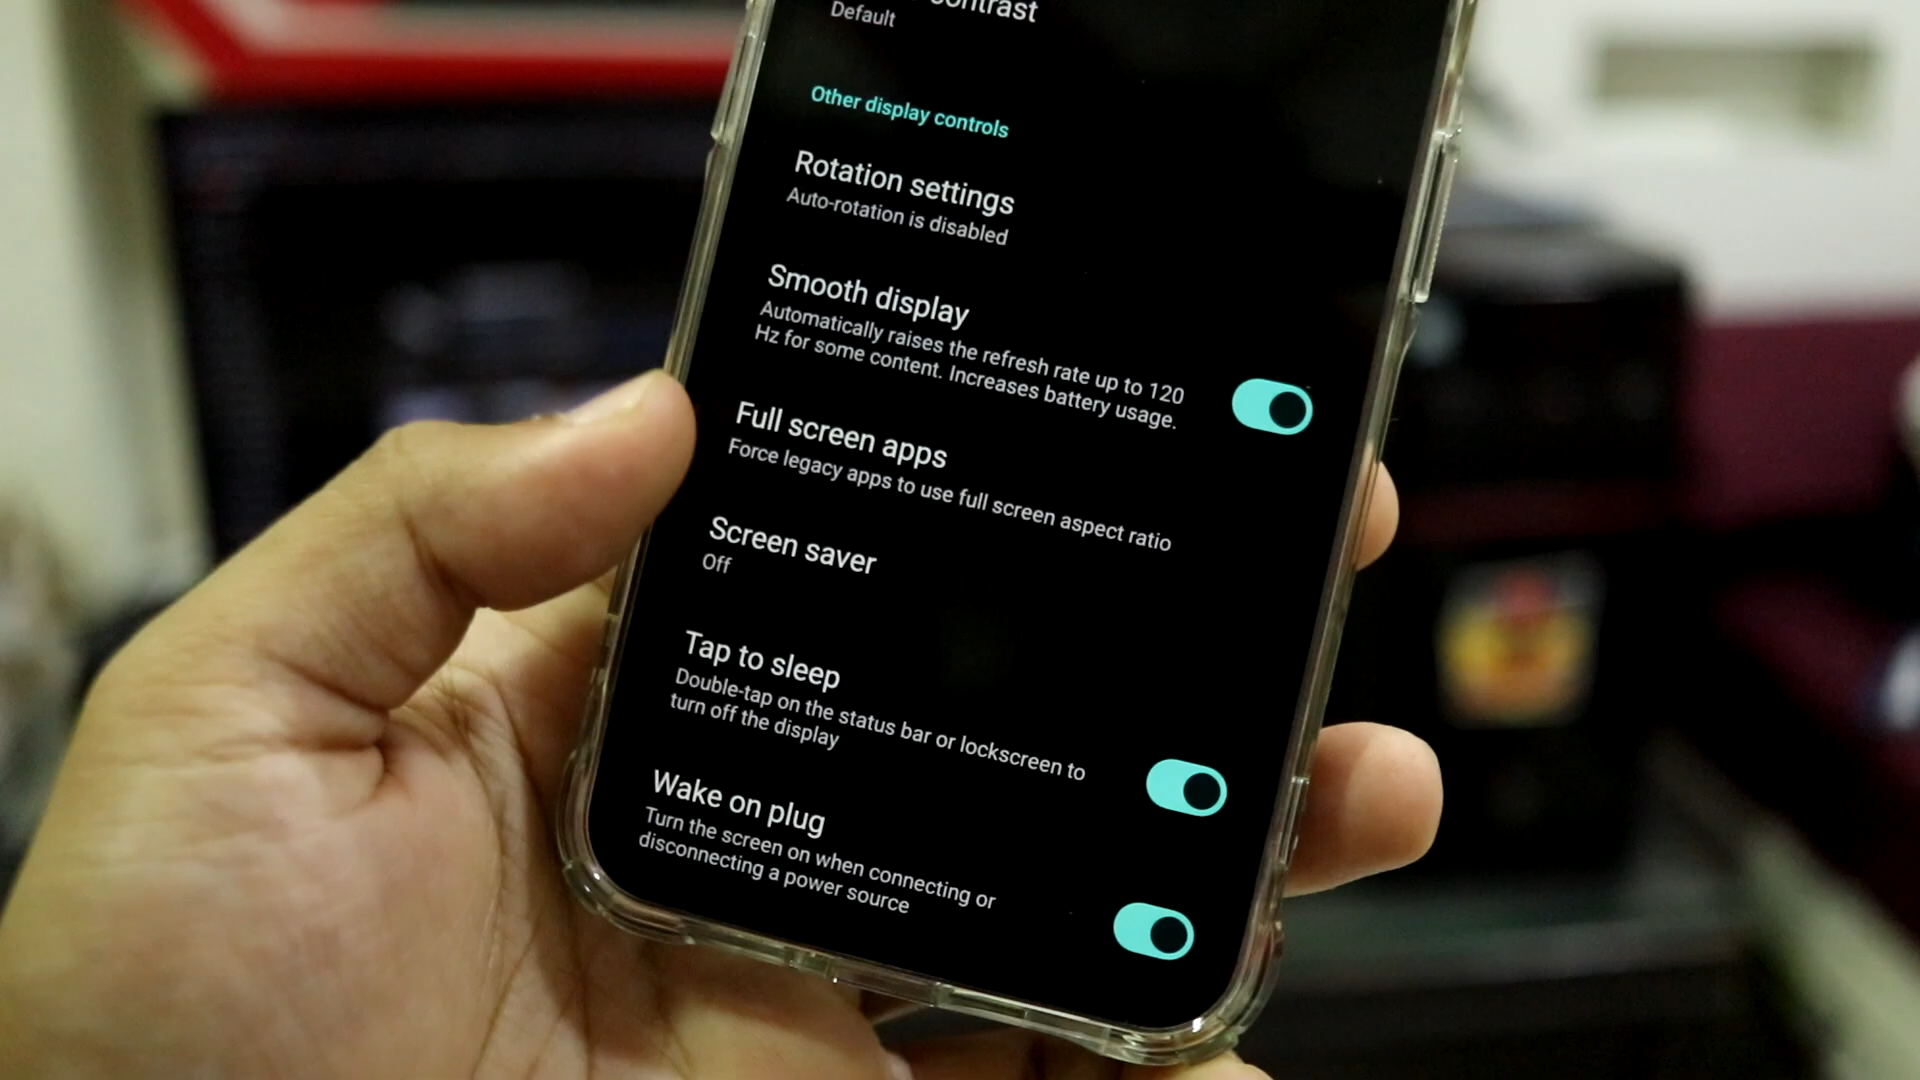 contrast
Default
Other display controls
Rotation settings
Auto-rotation is disabled
Smooth display
Automatically raises the refresh rate up to 120
Hz for some content. Increases battery usage.
Full screen apps
Force legacy apps to use full screen aspect ratio
Screen saver
Off
Tap to sleep
Double-tap on the status bar or lockscreen to
turn off the display
Wake on plug
Turn the screen on when connecting or
disconnecting a power source